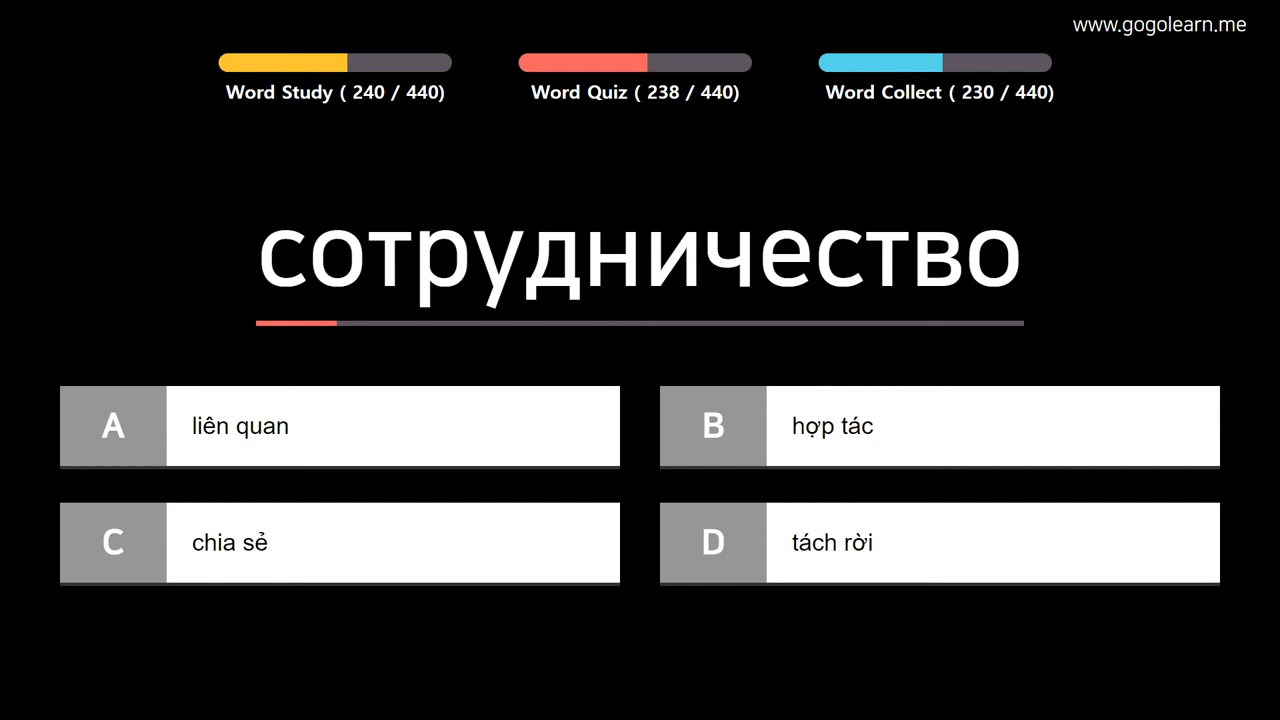 www.gogolearn.me
Word Study ( 240 / 440)
Word Quiz ( 238 / 440)
Word Collect ( 230 / 440)
сотрудничество
A
liên quan
B
hợp tác
C
chia sẻ
D
tách rời